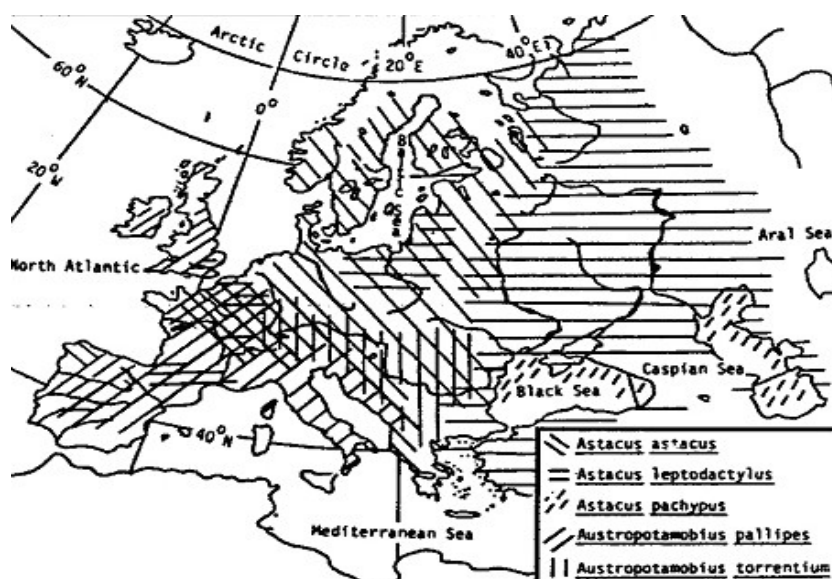 Arctic Circle
60°N
20°E
40°E
0°
20°W
Aral Sea
North Atlantic
Caspian Sea
Black Sea
40°N
Mediterranean Sea
Astacus astacus
Astacus leptodactylus
Astacus pachypus
Austropotamobius pallipes
Austropotamobius torrentium